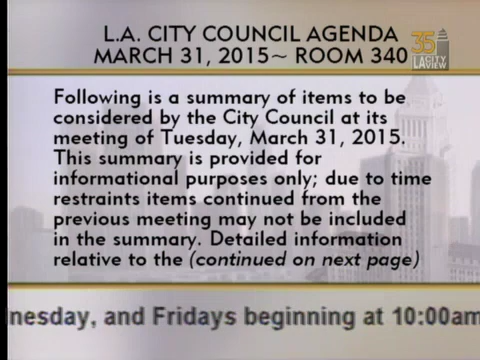 L.A. CITY COUNCIL AGENDA
MARCH 31, 2015~ ROOM 340
35
LA CITY VIEW
Following is a summary of items to be
considered by the City Council at its
meeting of Tuesday, March 31, 2015.
This summary is provided for
informational purposes only; due to time
restraints items continued from the
previous meeting may not be included
in the summary. Detailed information
relative to the (continued on next page)
nesday, and Fridays beginning at 10:00am